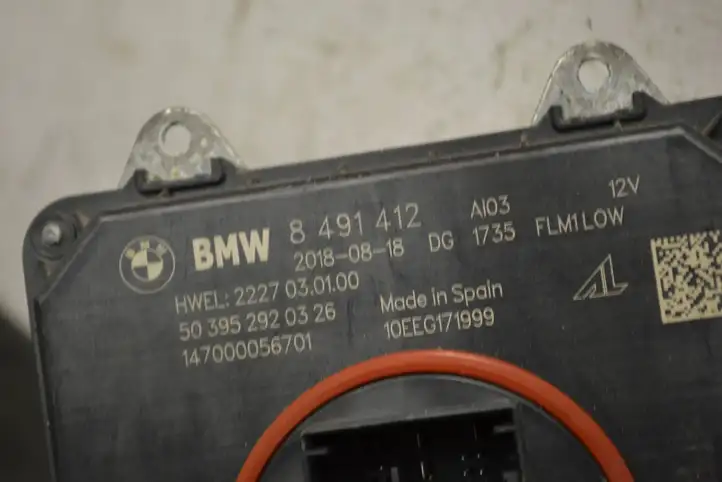 BMW 8 491 412 AI03 12V
2018-08-18 DG 1735 FLM1 LOW
HWEL: 2227 03.01.00
50 395 292 03 26 Made in Spain
147000056701 10EEG171999
AL